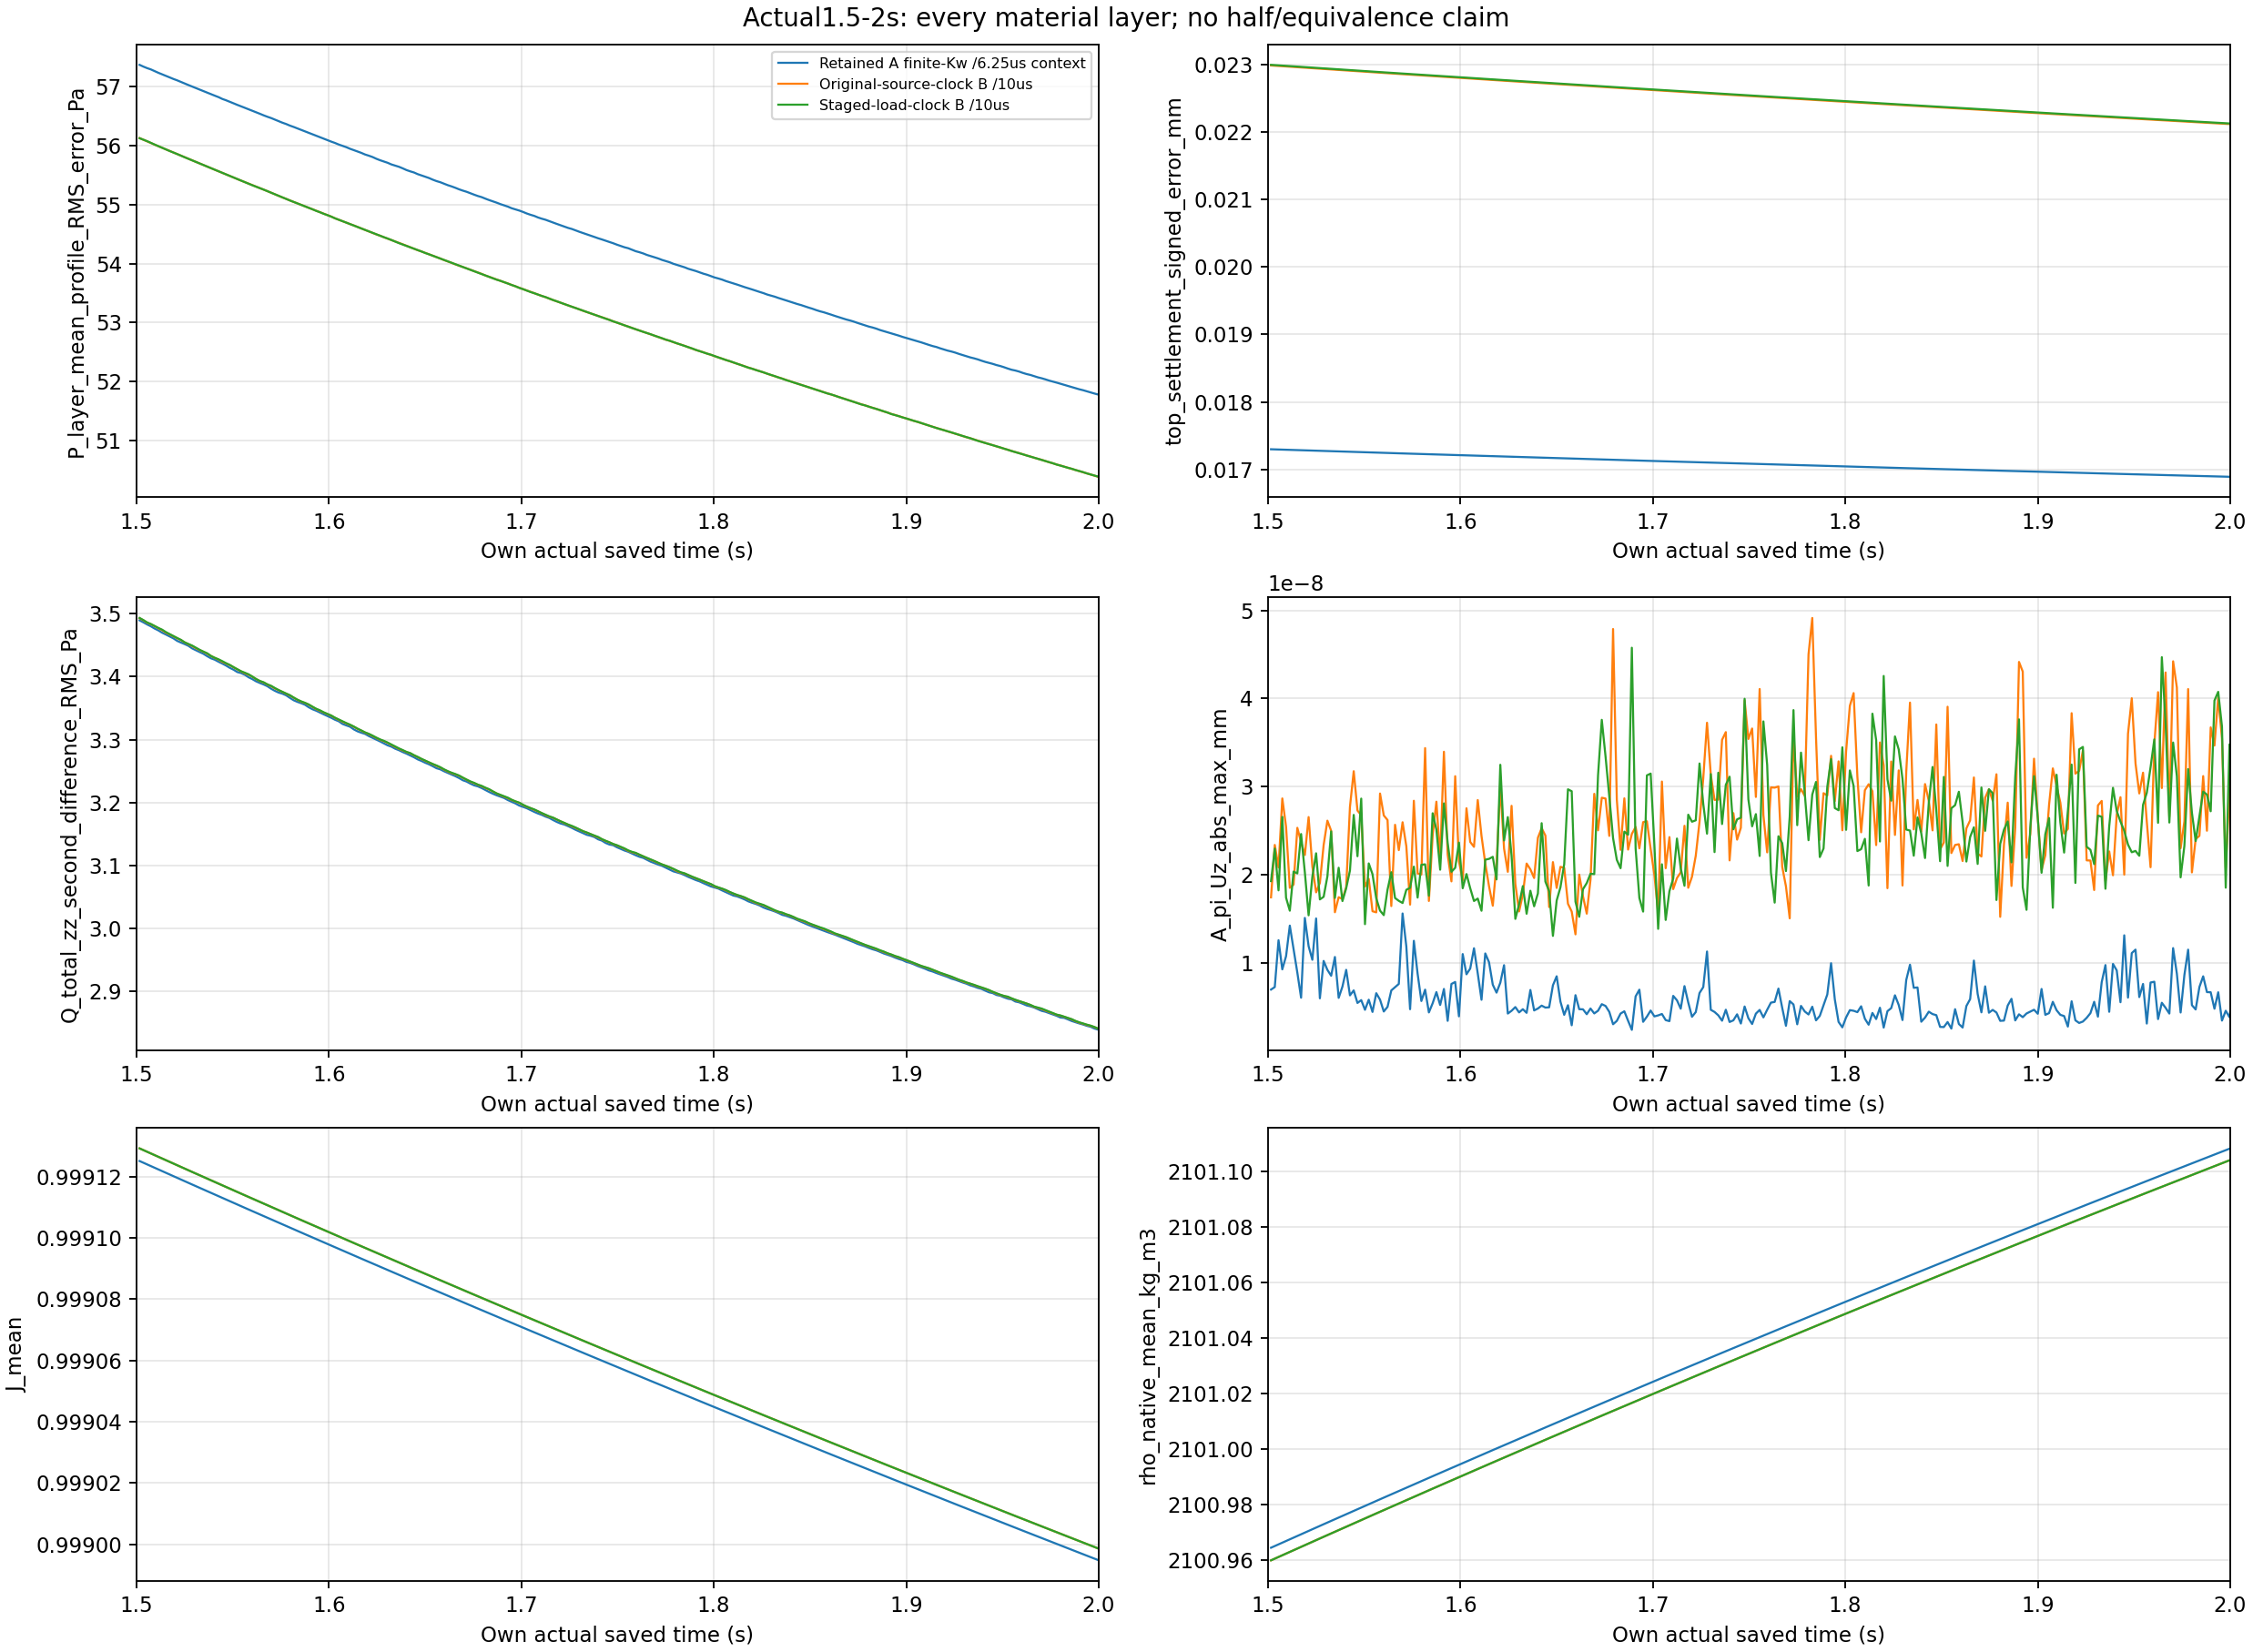 Actual1.5-2s: every material layer; no half/equivalence claim
P_layer_mean_profile_RMS_error_Pa
57
56
55
54
53
52
51
Retained A finite-Kw /6.25us context
Original-source-clock B /10us
Staged-load-clock B /10us
1.5 1.6 1.7 1.8 1.9 2.0
Own actual saved time (s)
top_settlement_signed_error_mm
0.023
0.022
0.021
0.020
0.019
0.018
0.017
1.5 1.6 1.7 1.8 1.9 2.0
Own actual saved time (s)
Q_total_zz_second_difference_RMS_Pa
3.5
3.4
3.3
3.2
3.1
3.0
2.9
1.5 1.6 1.7 1.8 1.9 2.0
Own actual saved time (s)
1e−8
A_pi_Uz_abs_max_mm
5
4
3
2
1
1.5 1.6 1.7 1.8 1.9 2.0
Own actual saved time (s)
J_mean
0.99912
0.99910
0.99908
0.99906
0.99904
0.99902
0.99900
1.5 1.6 1.7 1.8 1.9 2.0
Own actual saved time (s)
rho_native_mean_kg_m3
2101.10
2101.08
2101.06
2101.04
2101.02
2101.00
2100.98
2100.96
1.5 1.6 1.7 1.8 1.9 2.0
Own actual saved time (s)